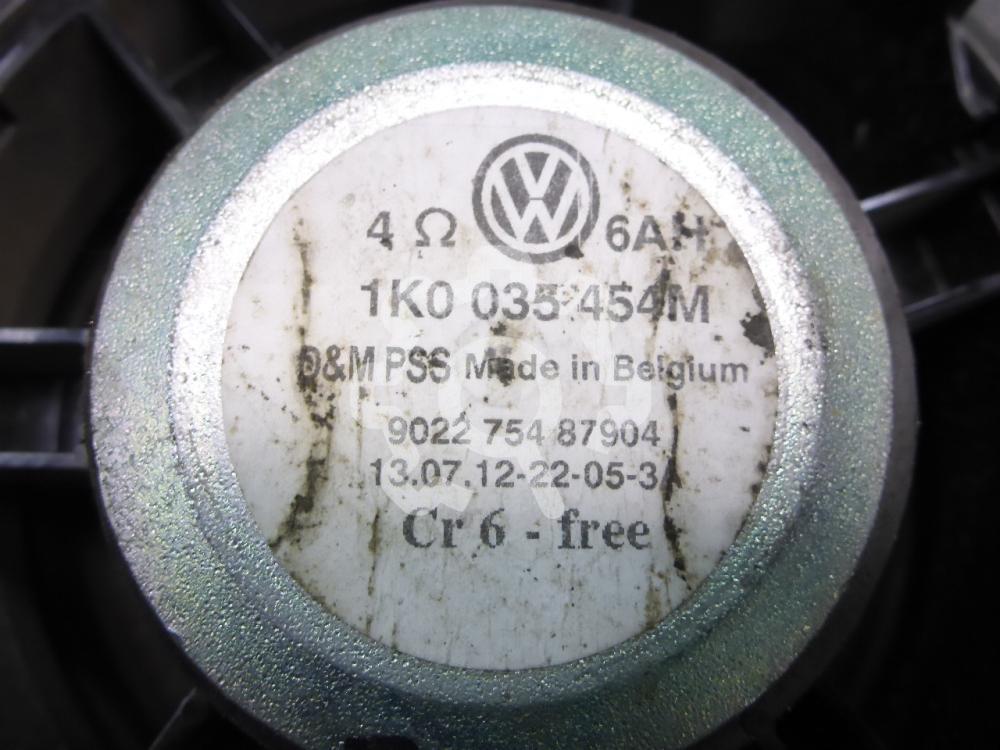 4 Ω 6AH
1K0 035 454M
D&M PSS Made in Belgium
9022 754 87904
13.07.12-22-05-3A
Cr 6 - free